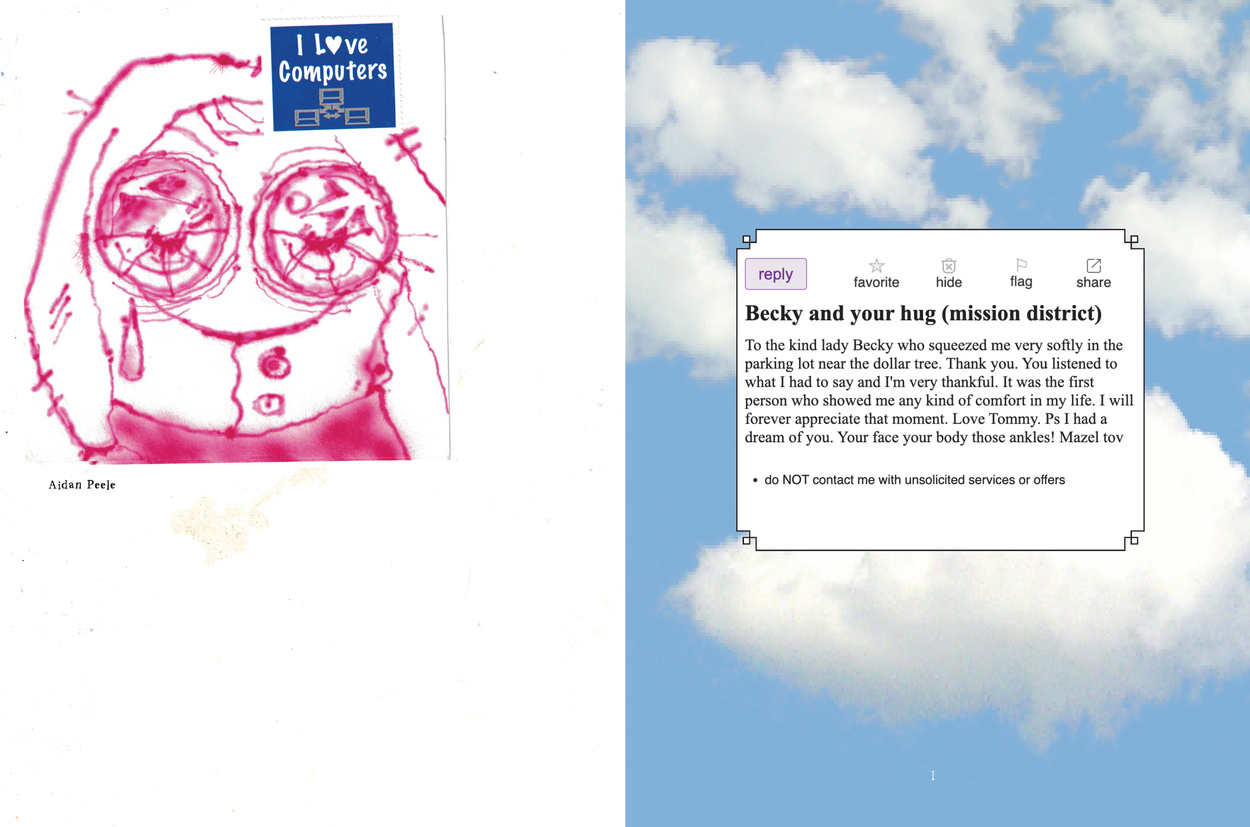 I L♥ve
Computers
Aidan Peele
reply
favorite
hide
flag
share
Becky and your hug (mission district)
To the kind lady Becky who squeezed me very softly in the
parking lot near the dollar tree. Thank you. You listened to
what I had to say and I'm very thankful. It was the first
person who showed me any kind of comfort in my life. I will
forever appreciate that moment. Love Tommy. Ps I had a
dream of you. Your face your body those ankles! Mazel tov
• do NOT contact me with unsolicited services or offers